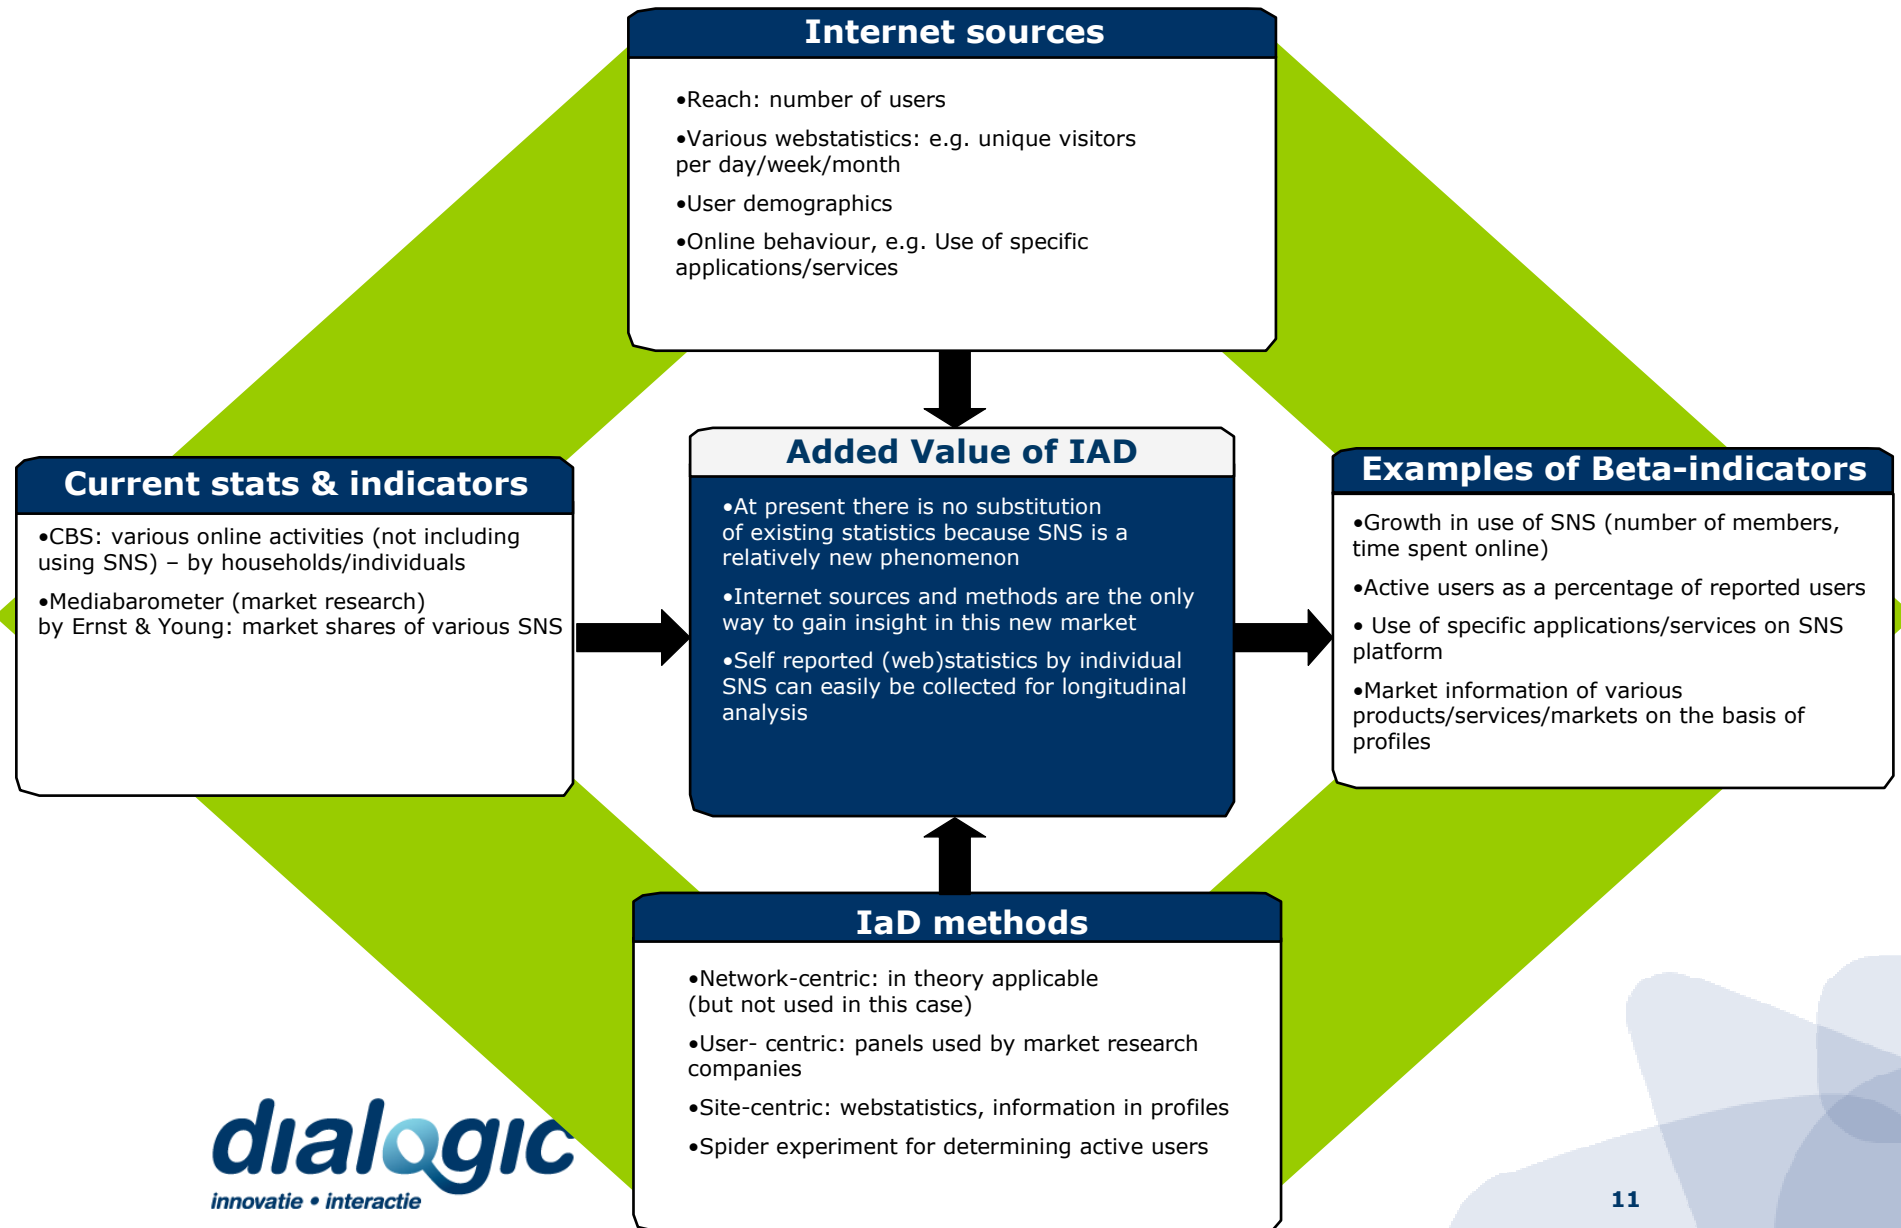 Internet sources
•Reach: number of users
•Various webstatistics: e.g. unique visitors
per day/week/month
•User demographics
•Online behaviour, e.g. Use of specific
applications/services
Current stats & indicators
•CBS: various online activities (not including
using SNS) – by households/individuals
•Mediabarometer (market research)
by Ernst & Young: market shares of various SNS
Added Value of IAD
•At present there is no substitution
of existing statistics because SNS is a
relatively new phenomenon
•Internet sources and methods are the only
way to gain insight in this new market
•Self reported (web)statistics by individual
SNS can easily be collected for longitudinal
analysis
Examples of Beta-indicators
•Growth in use of SNS (number of members,
time spent online)
•Active users as a percentage of reported users
• Use of specific applications/services on SNS
platform
•Market information of various
products/services/markets on the basis of
profiles
IaD methods
•Network-centric: in theory applicable
(but not used in this case)
•User- centric: panels used by market research
companies
•Site-centric: webstatistics, information in profiles
•Spider experiment for determining active users
dialogic
innovatie • interactie
11